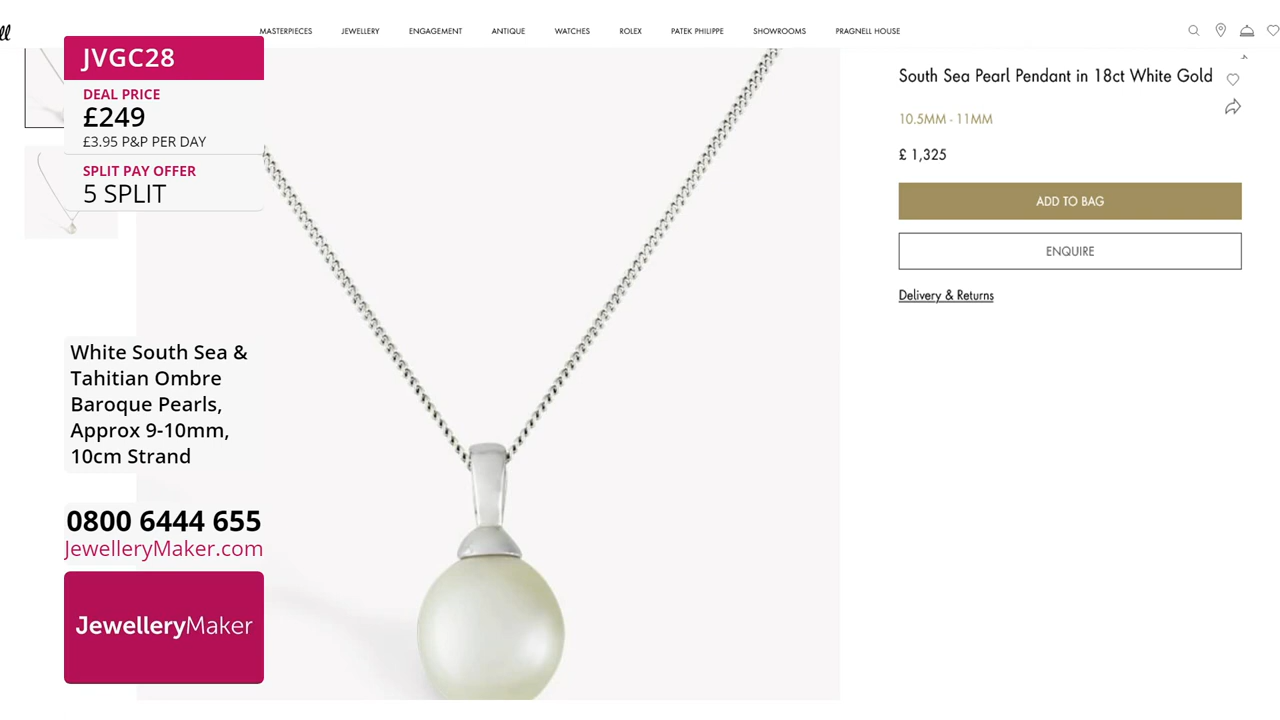 ll
MASTERPIECES JEWELLERY ENGAGEMENT ANTIQUE WATCHES ROLEX PATEK PHILIPPE SHOWROOMS PRAGNELL HOUSE
JVGC28
DEAL PRICE
£249
£3.95 P&P PER DAY
SPLIT PAY OFFER
5 SPLIT
White South Sea &
Tahitian Ombre
Baroque Pearls,
Approx 9-10mm,
10cm Strand
0800 6444 655
JewelleryMaker.com
JewelleryMaker
South Sea Pearl Pendant in 18ct White Gold
10.5MM - 11MM
£ 1,325
ADD TO BAG
ENQUIRE
Delivery & Returns